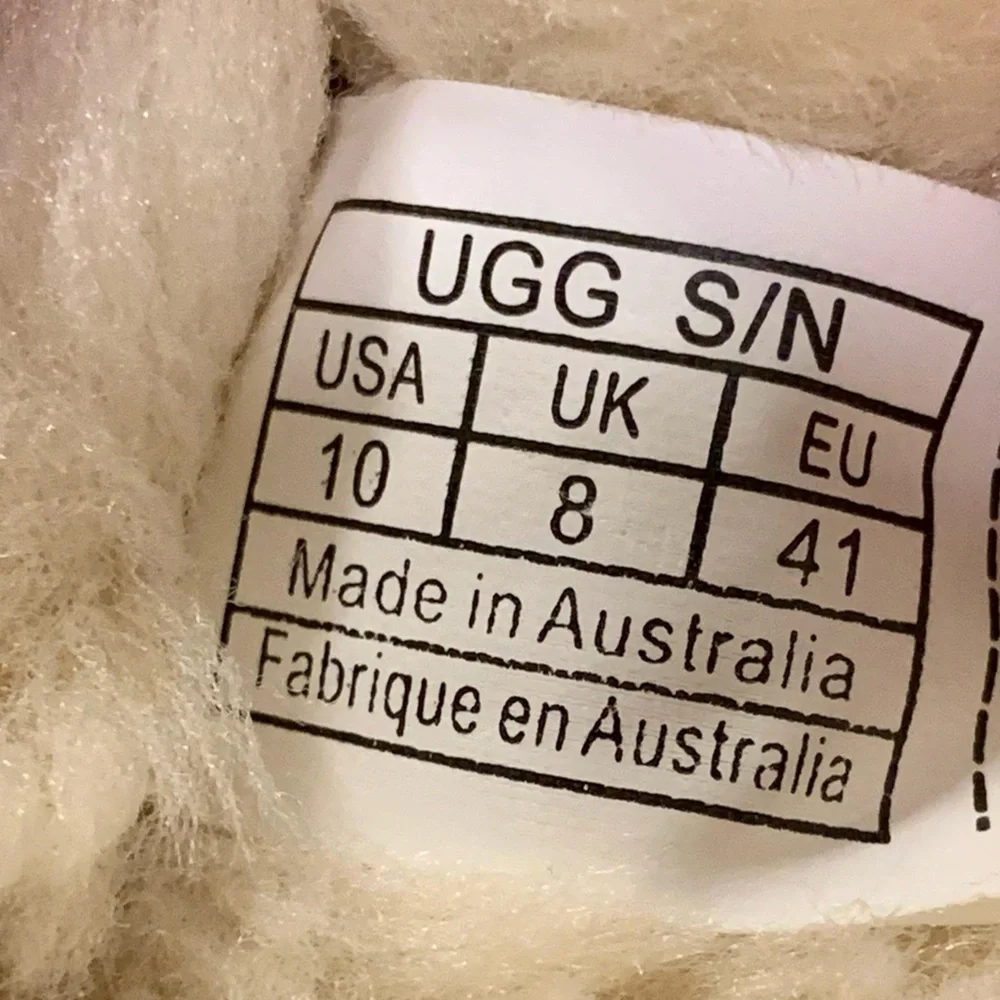 UGG S/N
USA UK EU
10 8 41
Made in Australia
Fabrique en Australia